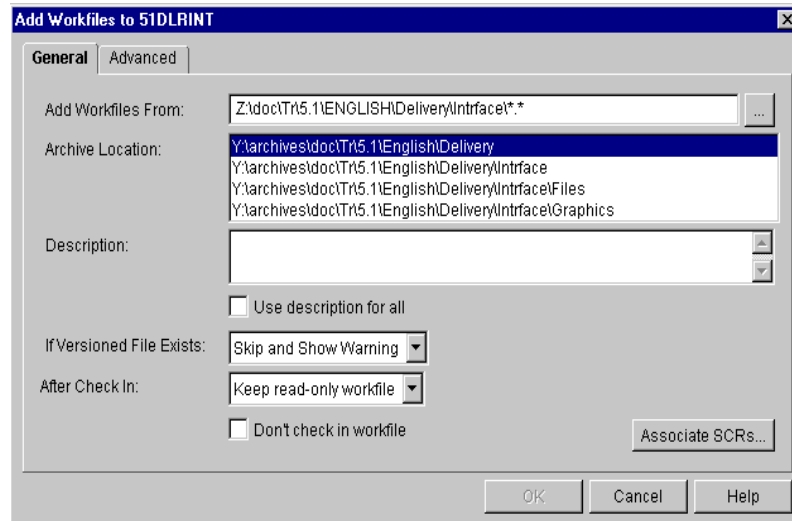 Add Workfiles to 51DLRINT
General
Advanced
Add Workfiles From:
Z:\doc\Tr\5.1\ENGLISH\Delivery\Intrface\*.*
...
Archive Location:
Y:\archives\doc\Tr\5.1\English\Delivery
Y:\archives\doc\Tr\5.1\English\Delivery\Intrface
Y:\archives\doc\Tr\5.1\English\Delivery\Intrface\Files
Y:\archives\doc\Tr\5.1\English\Delivery\Intrface\Graphics
Description:
Use description for all
If Versioned File Exists:
Skip and Show Warning
After Check In:
Keep read-only workfile
Don't check in workfile
Associate SCRs...
OK
Cancel
Help